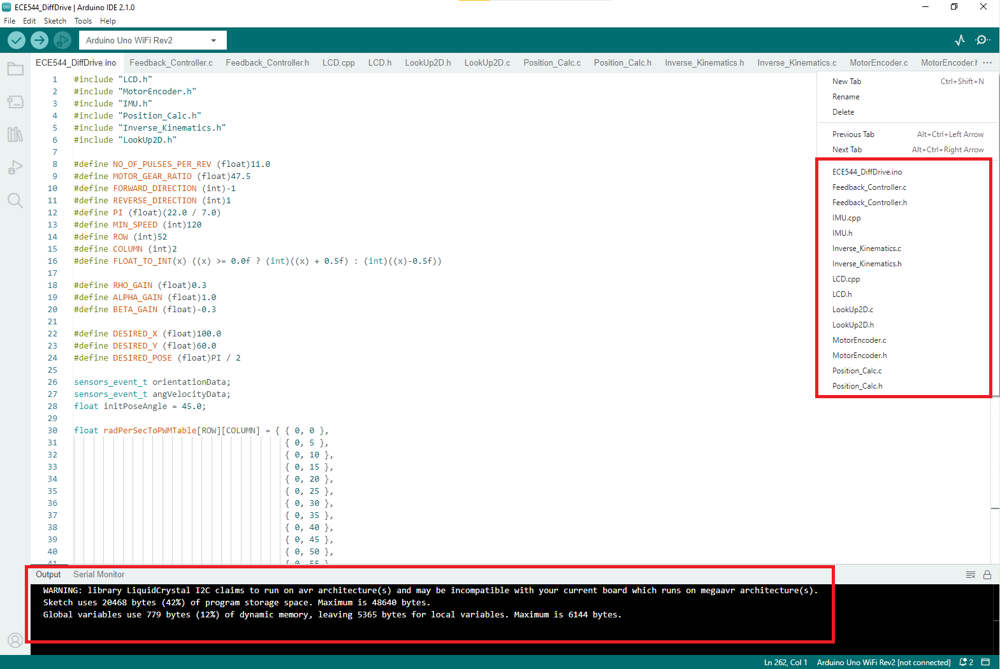 ECE544_DiffDrive | Arduino IDE 2.1.0
File Edit Sketch Tools Help
Arduino Uno WiFi Rev2
ECE544_DiffDrive.ino Feedback_Controller.c Feedback_Controller.h LCD.cpp LCD.h LookUp2D.h LookUp2D.c Position_Calc.c Position_Calc.h Inverse_Kinematics.h Inverse_Kinematics.c MotorEncoder.c MotorEncoder.h ...
1 #include "LCD.h"
2 #include "MotorEncoder.h"
3 #include "IMU.h"
4 #include "Position_Calc.h"
5 #include "Inverse_Kinematics.h"
6 #include "LookUp2D.h"
7
8 #define NO_OF_PULSES_PER_REV (float)11.0
9 #define MOTOR_GEAR_RATIO (float)47.5
10 #define FORWARD_DIRECTION (int)-1
11 #define REVERSE_DIRECTION (int)1
12 #define PI (float)(22.0 / 7.0)
13 #define MIN_SPEED (int)120
14 #define ROW (int)52
15 #define COLUMN (int)2
16 #define FLOAT_TO_INT(x) ((x) >= 0.0f ? (int)((x) + 0.5f) : (int)((x)-0.5f))
17
18 #define RHO_GAIN (float)0.3
19 #define ALPHA_GAIN (float)1.0
20 #define BETA_GAIN (float)-0.3
21
22 #define DESIRED_X (float)100.0
23 #define DESIRED_Y (float)60.0
24 #define DESIRED_POSE (float)PI / 2
25
26 sensors_event_t orientationData;
27 sensors_event_t angVelocityData;
28 float initPoseAngle = 45.0;
29
30 float radPerSecToPWMTable[ROW][COLUMN] = { { 0, 0 },
31 { 0, 5 },
32 { 0, 10 },
33 { 0, 15 },
34 { 0, 20 },
35 { 0, 25 },
36 { 0, 30 },
37 { 0, 35 },
38 { 0, 40 },
39 { 0, 45 },
40 { 0, 50 },
41 { 0, 55 },
New Tab Ctrl+Shift+N
Rename
Delete
Previous Tab Alt+Ctrl+Left Arrow
Next Tab Alt+Ctrl+Right Arrow
ECE544_DiffDrive.ino
Feedback_Controller.c
Feedback_Controller.h
IMU.cpp
IMU.h
Inverse_Kinematics.c
Inverse_Kinematics.h
LCD.cpp
LCD.h
LookUp2D.c
LookUp2D.h
MotorEncoder.c
MotorEncoder.h
Position_Calc.c
Position_Calc.h
Output Serial Monitor
WARNING: library LiquidCrystal I2C claims to run on avr architecture(s) and may be incompatible with your current board which runs on megaavr architecture(s).
Sketch uses 20468 bytes (42%) of program storage space. Maximum is 48640 bytes.
Global variables use 779 bytes (12%) of dynamic memory, leaving 5365 bytes for local variables. Maximum is 6144 bytes.
Ln 262, Col 1 Arduino Uno WiFi Rev2 [not connected] 2